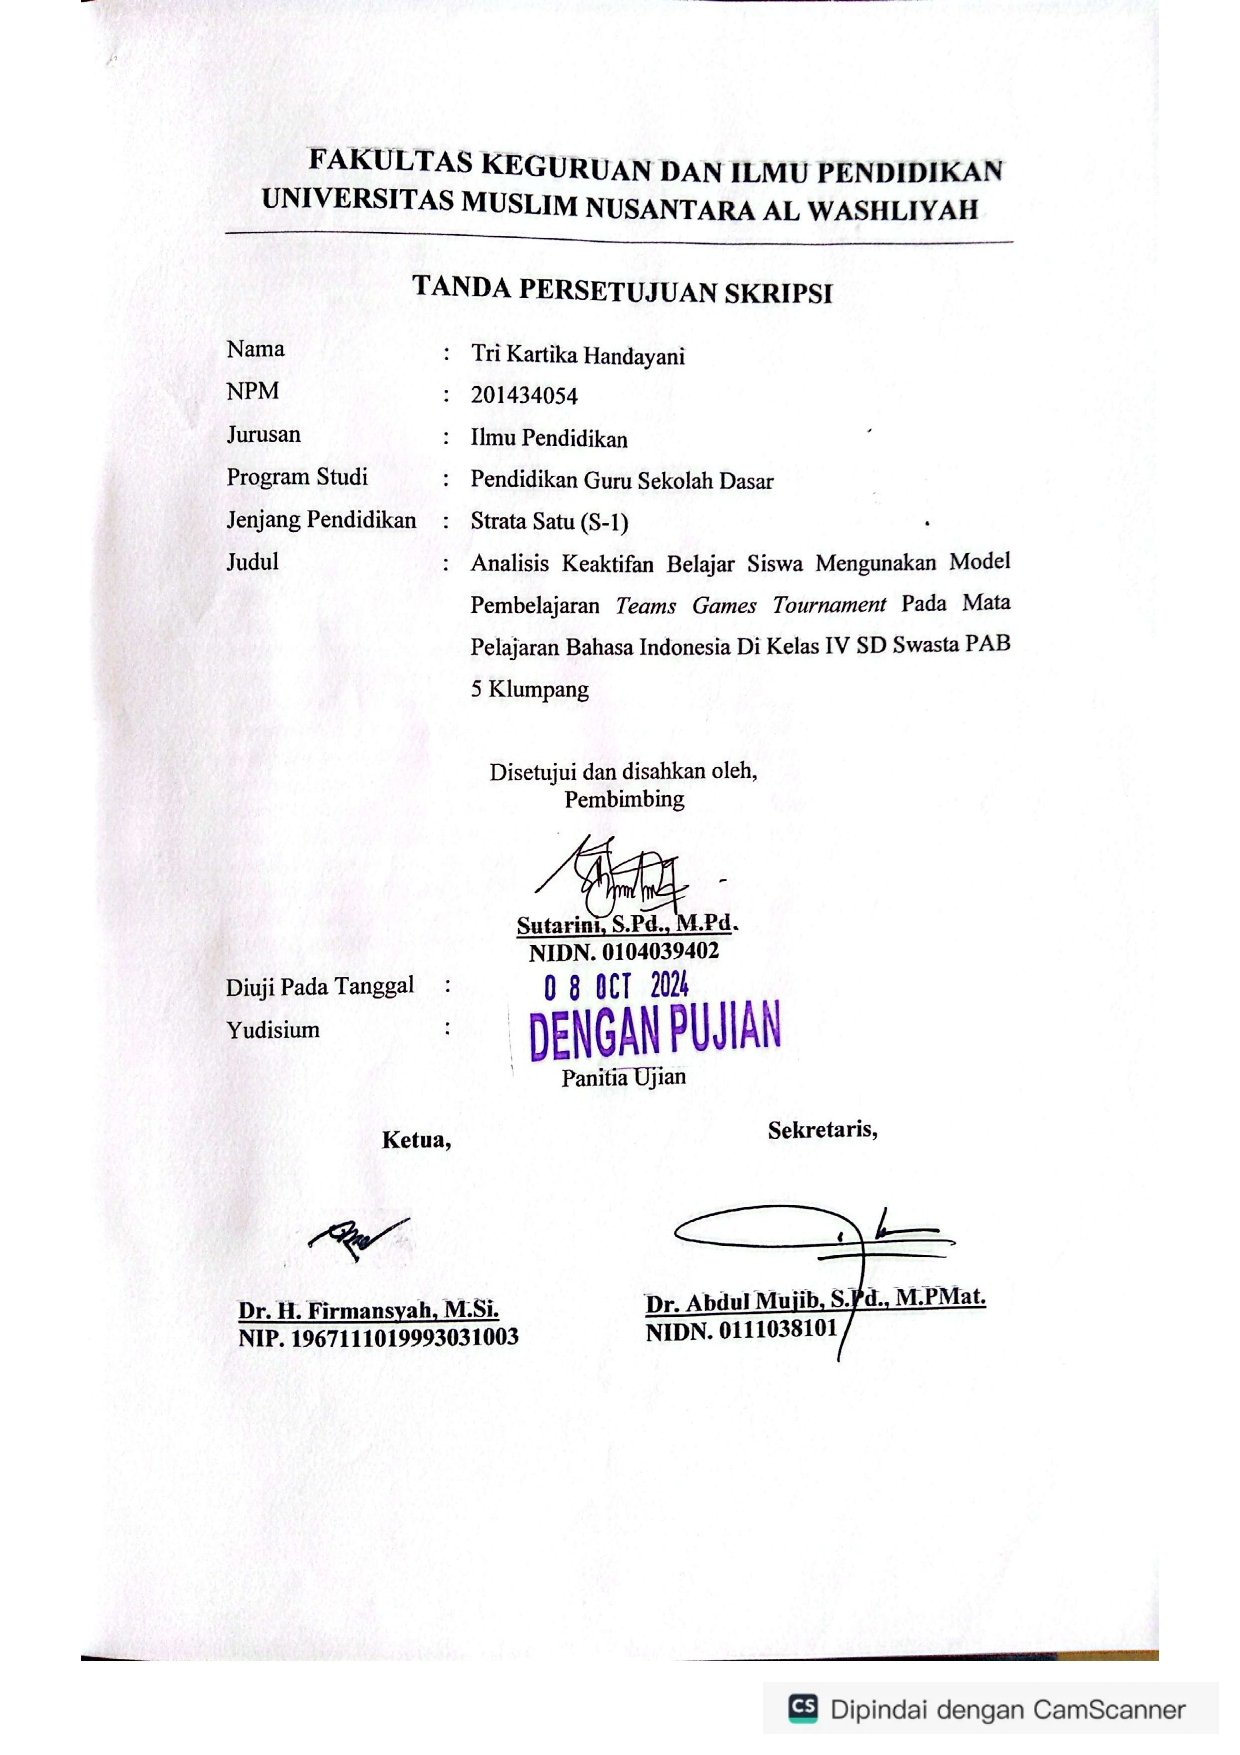 FAKULTAS KEGURUAN DAN ILMU PENDIDIKAN
UNIVERSITAS MUSLIM NUSANTARA AL WASHLIYAH
TANDA PERSETUJUAN SKRIPSI
Nama : Tri Kartika Handayani
NPM : 201434054
Jurusan : Ilmu Pendidikan
Program Studi : Pendidikan Guru Sekolah Dasar
Jenjang Pendidikan : Strata Satu (S-1)
Judul : Analisis Keaktifan Belajar Siswa Mengunakan Model
Pembelajaran Teams Games Tournament Pada Mata
Pelajaran Bahasa Indonesia Di Kelas IV SD Swasta PAB
5 Klumpang
Disetujui dan disahkan oleh,
Pembimbing
Sutarini, S.Pd., M.Pd.
NIDN. 0104039402
Diuji Pada Tanggal : 08 OCT 2024
Yudisium : DENGAN PUJIAN
Panitia Ujian
Ketua, Sekretaris,
Dr. H. Firmansyah, M.Si. Dr. Abdul Mujib, S.Pd., M.PMat.
NIP. 1967111019993031003 NIDN. 0111038101
CS Dipindai dengan CamScanner